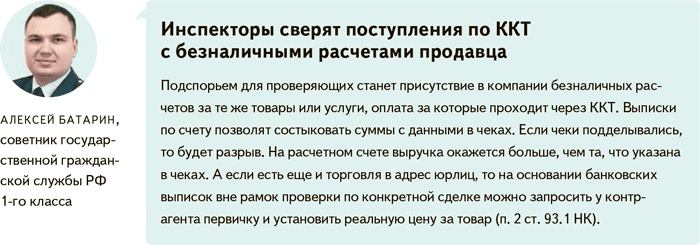 Инспекторы сверят поступления по ККТ
с безналичными расчетами продавца
Подспорьем для проверяющих станет присутствие в компании безналичных рас-
четов за те же товары или услуги, оплата за которые проходит через ККТ. Выписки
по счету позволят состыковать суммы с данными в чеках. Если чеки подделывались,
то будет разрыв. На расчетном счете выручка окажется больше, чем та, что указана
в чеках. А если есть еще и торговля в адрес юрлиц, то на основании банковских
выписок вне рамок проверки по конкретной сделке можно запросить у контр-
агента первичку и установить реальную цену за товар (п. 2 ст. 93.1 НК).
АЛЕКСЕЙ БАТАРИН,
советник государ-
ственной граждан-
ской службы РФ
1-го класса